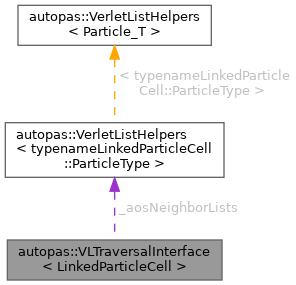 autopas::VerletListHelpers
< Particle_T >
< typenameLinkedParticle
Cell::ParticleType >
autopas::VerletListHelpers
< typenameLinkedParticleCell
::ParticleType >
_aosNeighborLists
autopas::VLTraversalInterface
< LinkedParticleCell >